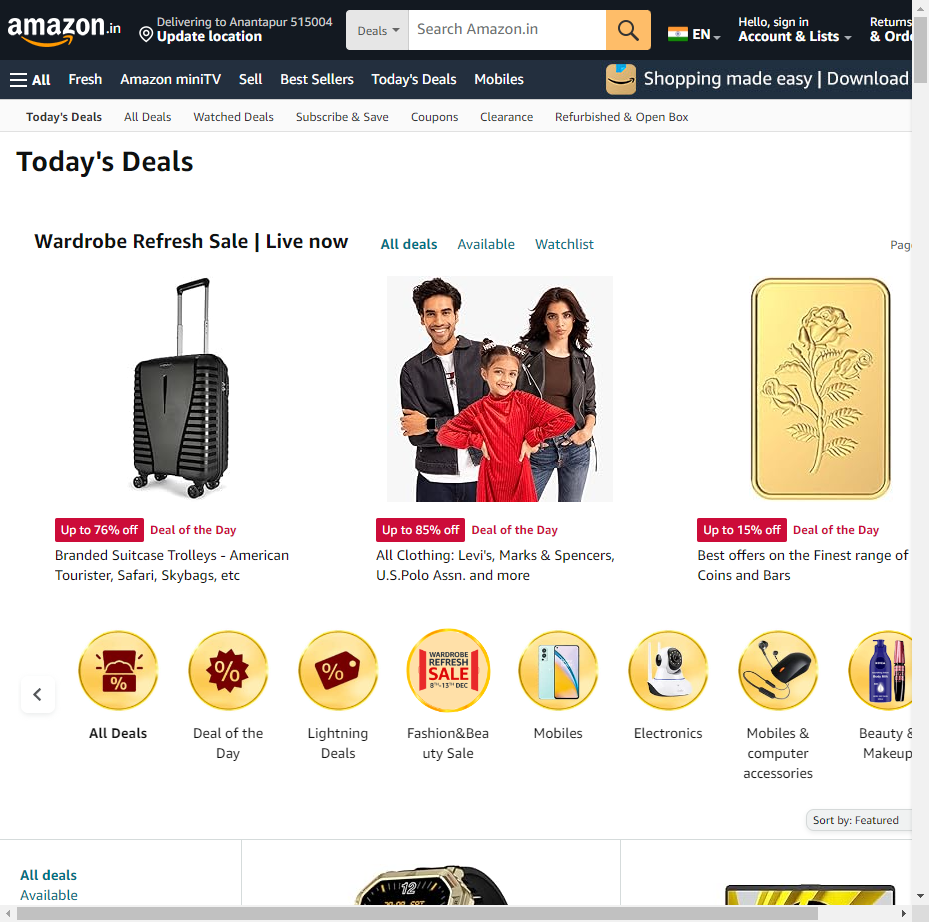 amazon.in
Delivering to Anantapur 515004
Update location
Deals
Search Amazon.in
EN
Hello, sign in
Account & Lists
Returns
&
All
Fresh
Amazon miniTV
Sell
Best Sellers
Today's Deals
Mobiles
Shopping made easy | Download
Today's Deals
All Deals
Watched Deals
Subscribe & Save
Coupons
Clearance
Refurbished & Open Box
Today's Deals
Wardrobe Refresh Sale | Live now
All deals
Available
Watchlist
Up to 76% off Deal of the Day
Branded Suitcase Trolleys - American
Tourister, Safari, Skybags, etc
Up to 85% off Deal of the Day
All Clothing: Levi's, Marks & Spencers,
U.S.Polo Assn. and more
Up to 15% off Deal of the Day
Best offers on the Finest range of
Coins and Bars
%
All Deals
%
Deal of the
Day
%
Lightning
Deals
WARDROBE
REFRESH
SALE
8TH-13TH DEC
Fashion&Bea
uty Sale
Mobiles
Electronics
Mobiles &
computer
accessories
NIVEA
Beauty &
Makeup
Sort by: Featured
All deals
Available
12